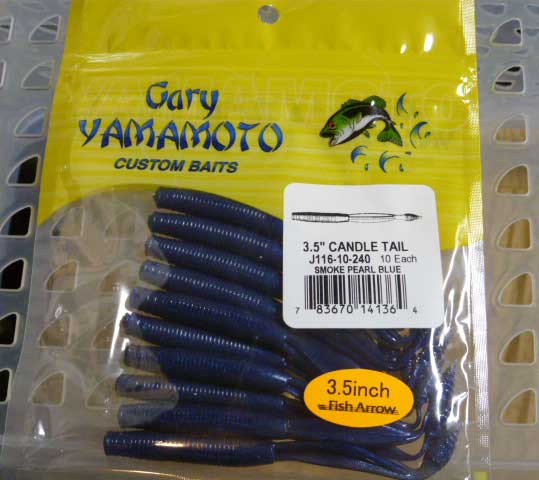 Gary
YAMAMOTO
CUSTOM BAITS
3.5" CANDLE TAIL
J116-10-240 10 Each
SMOKE PEARL BLUE
7 83670 14136 4
3.5inch
Fish Arrow